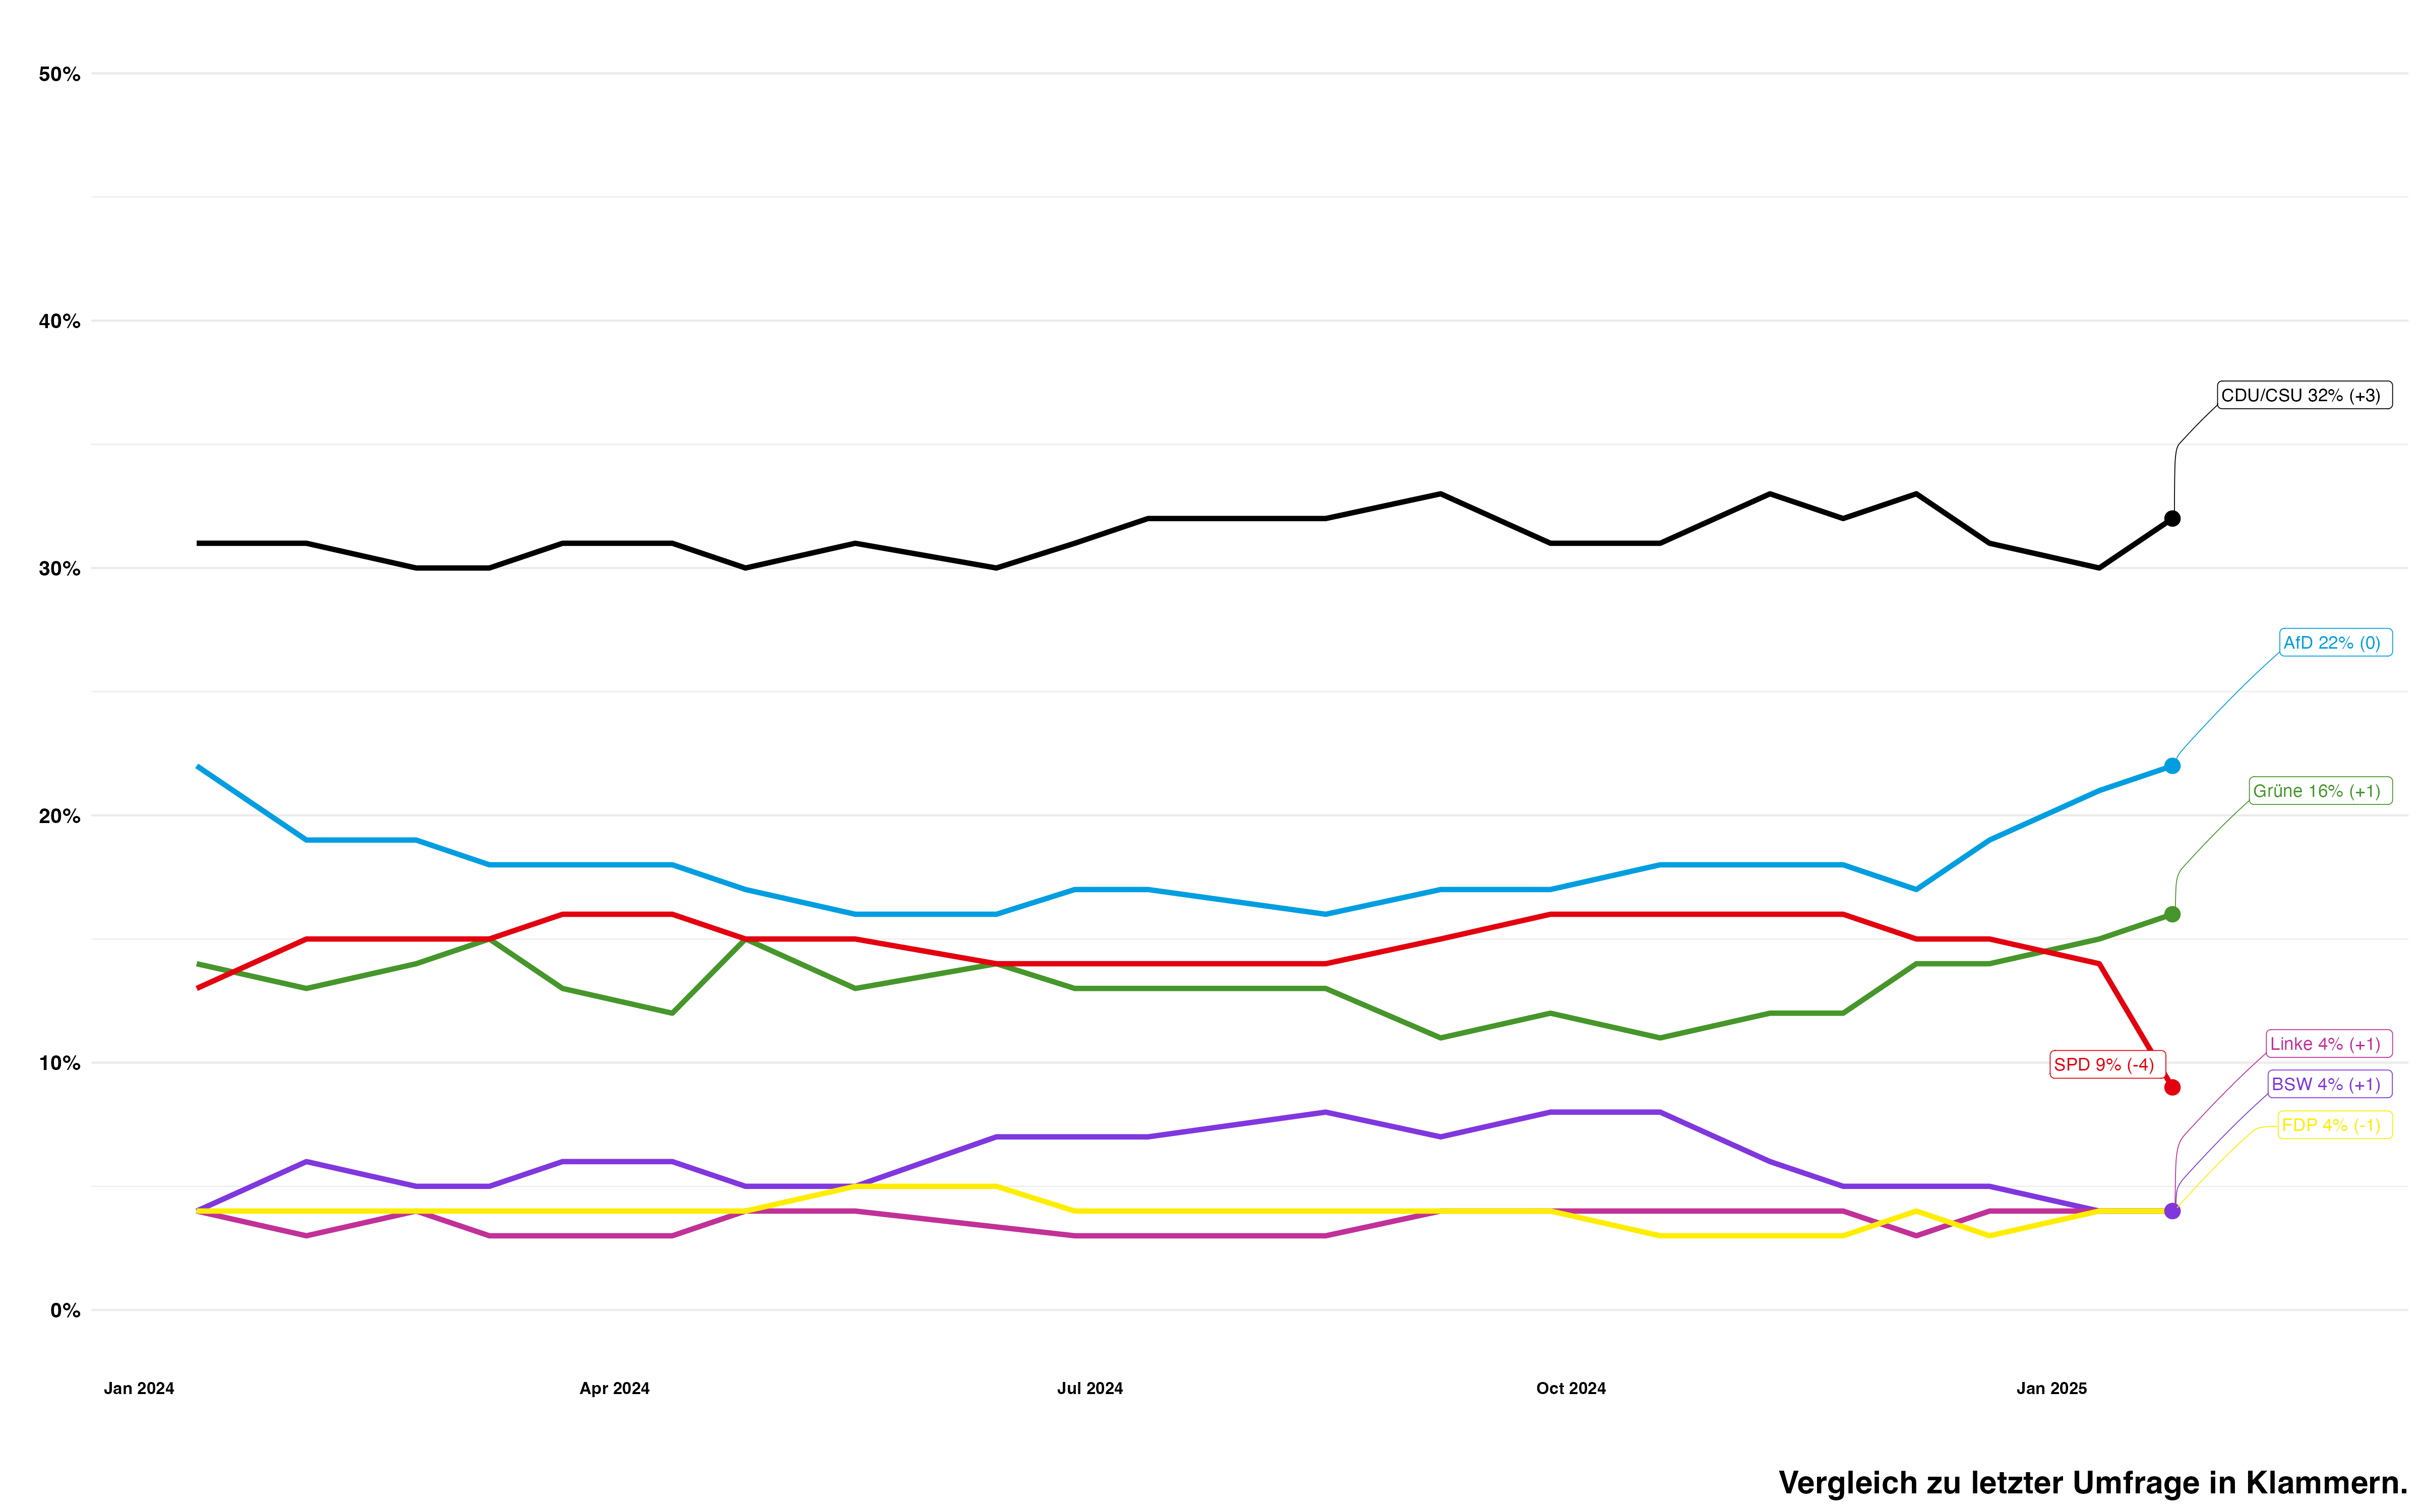 50%
40%
CDU/CSU 32% (+3)
30%
AfD 22% (0)
Grüne 16% (+1)
20%
Linke 4% (+1)
10%
SPD 9% (-4)
BSW 4% (+1)
FDP 4% (-1)
0%
Jan 2024 Apr 2024 Jul 2024 Oct 2024 Jan 2025
Vergleich zu letzter Umfrage in Klammern.